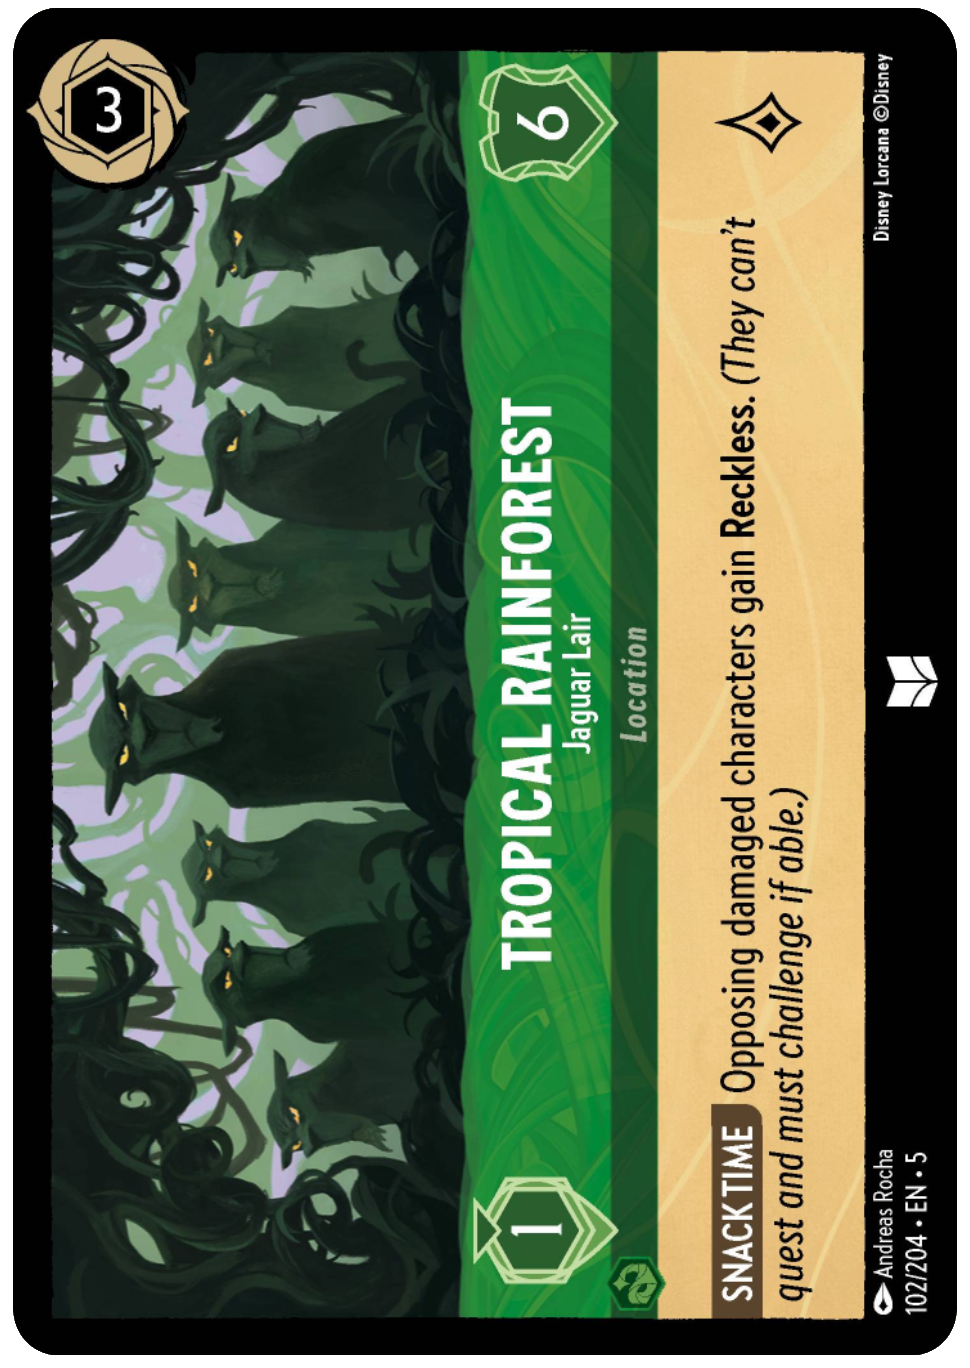 3
TROPICAL RAINFOREST
Jaguar Lair
1
6
Location
SNACK TIME Opposing damaged characters gain Reckless. (They can't
quest and must challenge if able.)
Andreas Rocha
102/204 • EN • 5
Disney Lorcana ©Disney